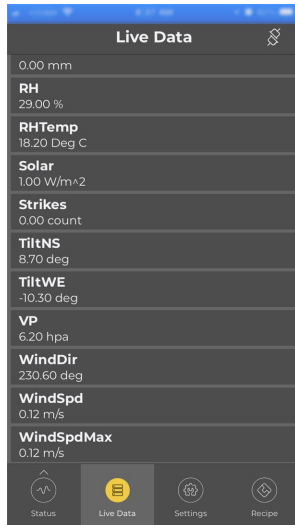 Live Data
0.00 mm
RH
29.00 %
RHTemp
18.20 Deg C
Solar
1.00 W/m^2
Strikes
0.00 count
TiltNS
8.70 deg
TiltWE
-10.30 deg
VP
6.20 hpa
WindDir
230.60 deg
WindSpd
0.12 m/s
WindSpdMax
0.12 m/s
Status
Live Data
Settings
Recipe